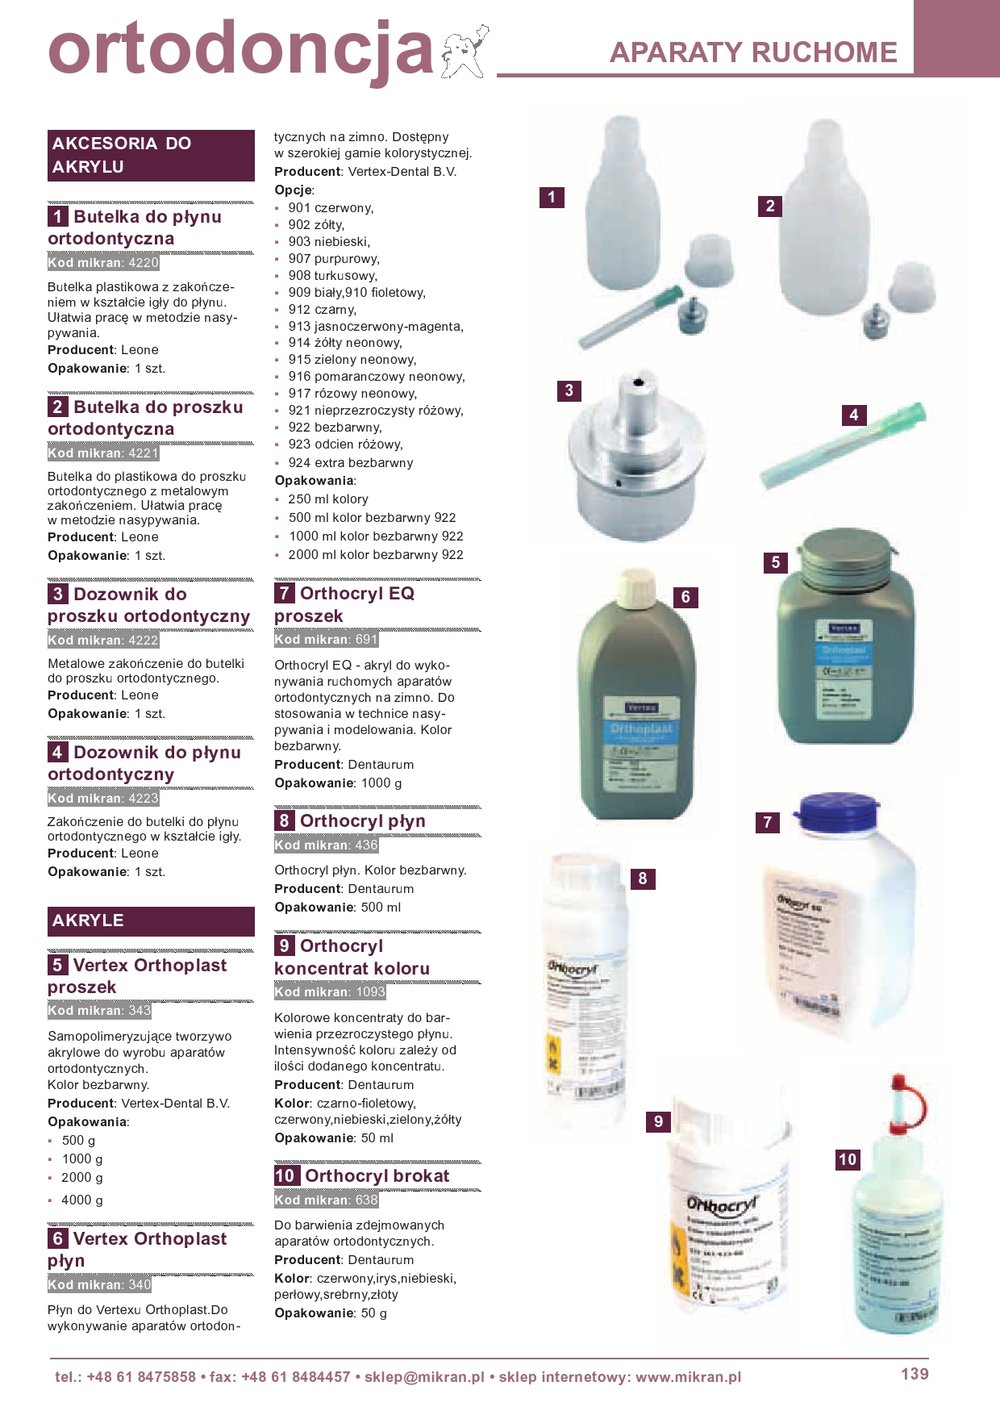 ortodoncja
APARATY RUCHOME
AKCESORIA DO
AKRYLU
1 Butelka do płynu
ortodontyczna
Kod mikran: 4220
Butelka plastikowa z zakończe-
niem w kształcie igły do płynu.
Ułatwia pracę w metodzie nasy-
pywania.
Producent: Leone
Opakowanie: 1 szt.
2 Butelka do proszku
ortodontyczna
Kod mikran: 4221
Butelka do plastikowa do proszku
ortodontycznego z metalowym
zakończeniem. Ułatwia pracę
w metodzie nasypywania.
Producent: Leone
Opakowanie: 1 szt.
3 Dozownik do
proszku ortodontyczny
Kod mikran: 4222
Metalowe zakończenie do butelki
do proszku ortodontycznego.
Producent: Leone
Opakowanie: 1 szt.
4 Dozownik do płynu
ortodontyczny
Kod mikran: 4223
Zakończenie do butelki do płynu
ortodontycznego w kształcie igły.
Producent: Leone
Opakowanie: 1 szt.
AKRYLE
5 Vertex Orthoplast
proszek
Kod mikran: 343
Samopolimeryzujące tworzywo
akrylowe do wyrobu aparatów
ortodontycznych.
Kolor bezbarwny.
Producent: Vertex-Dental B.V.
Opakowania:
▪ 500 g
▪ 1000 g
▪ 2000 g
▪ 4000 g
6 Vertex Orthoplast
płyn
Kod mikran: 340
Płyn do Vertexu Orthoplast.Do
wykonywanie aparatów ortodon-
tycznych na zimno. Dostępny
w szerokiej gamie kolorystycznej.
Producent: Vertex-Dental B.V.
Opcje:
▪ 901 czerwony,
▪ 902 zółty,
▪ 903 niebieski,
▪ 907 purpurowy,
▪ 908 turkusowy,
▪ 909 biały,910 fioletowy,
▪ 912 czarny,
▪ 913 jasnoczerwony-magenta,
▪ 914 żółty neonowy,
▪ 915 zielony neonowy,
▪ 916 pomaranczowy neonowy,
▪ 917 rózowy neonowy,
▪ 921 nieprzezroczysty różowy,
▪ 922 bezbarwny,
▪ 923 odcien różowy,
▪ 924 extra bezbarwny
Opakowania:
▪ 250 ml kolory
▪ 500 ml kolor bezbarwny 922
▪ 1000 ml kolor bezbarwny 922
▪ 2000 ml kolor bezbarwny 922
7 Orthocryl EQ
proszek
Kod mikran: 691
Orthocryl EQ - akryl do wyko-
nywania ruchomych aparatów
ortodontycznych na zimno. Do
stosowania w technice nasy-
pywania i modelowania. Kolor
bezbarwny.
Producent: Dentaurum
Opakowanie: 1000 g
8 Orthocryl płyn
Kod mikran: 436
Orthocryl płyn. Kolor bezbarwny.
Producent: Dentaurum
Opakowanie: 500 ml
9 Orthocryl
koncentrat koloru
Kod mikran: 1093
Kolorowe koncentraty do bar-
wienia przezroczystego płynu.
Intensywność koloru zależy od
ilości dodanego koncentratu.
Producent: Dentaurum
Kolor: czarno-fioletowy,
czerwony,niebieski,zielony,żółty
Opakowanie: 50 ml
10 Orthocryl brokat
Kod mikran: 638
Do barwienia zdejmowanych
aparatów ortodontycznych.
Producent: Dentaurum
Kolor: czerwony,irys,niebieski,
perłowy,srebrny,złoty
Opakowanie: 50 g
1
2
3
4
5
Vertex
Orthoplast
6
Vertex
Orthoplast
7
Orthocryl EQ
8
Orthocryl
9
Orthocryl
10
tel.: +48 61 8475858 • fax: +48 61 8484457 • sklep@mikran.pl • sklep internetowy: www.mikran.pl
139